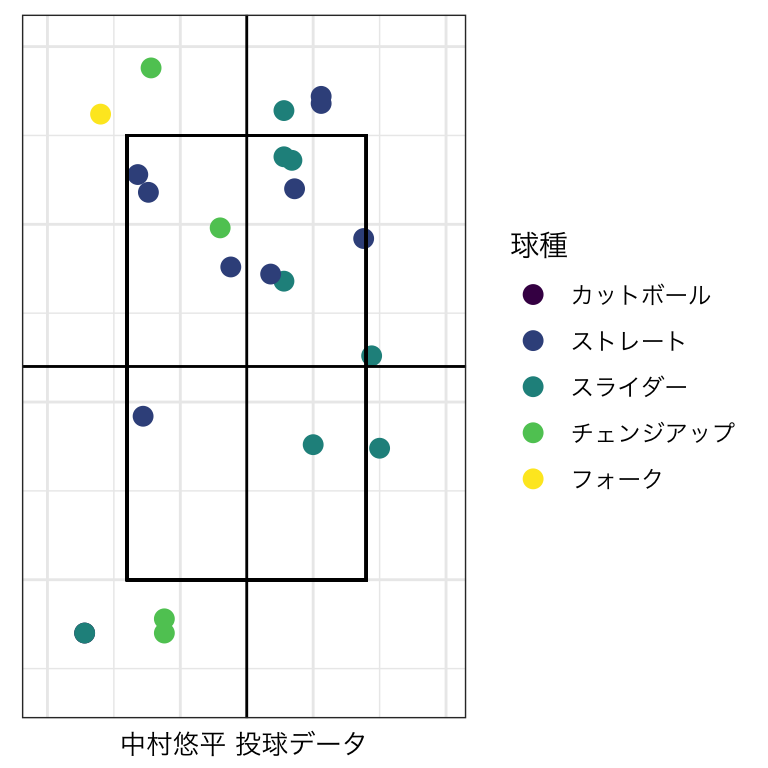 球種
カットボール
ストレート
スライダー
チェンジアップ
フォーク
中村悠平 投球データ